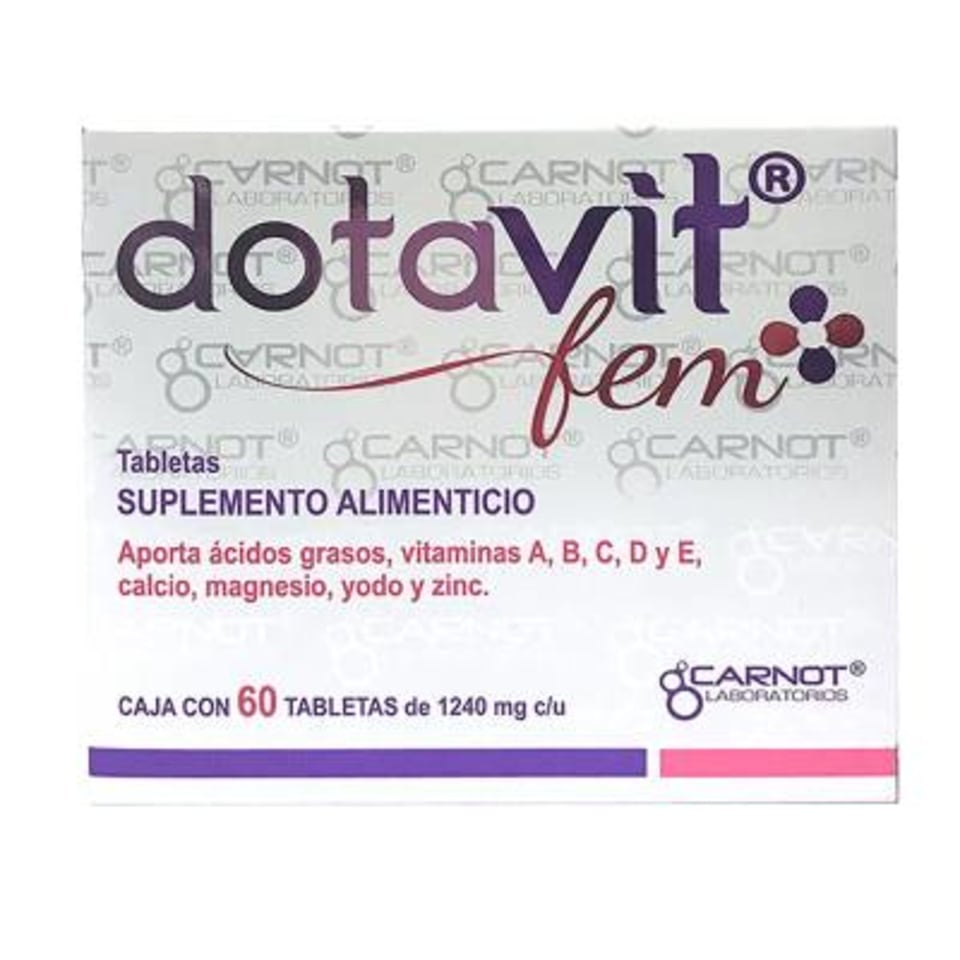 dotavit®
fem
Tabletas
SUPLEMENTO ALIMENTICIO
Aporta ácidos grasos, vitaminas A, B, C, D y E,
calcio, magnesio, yodo y zinc.
CAJA CON 60 TABLETAS de 1240 mg c/u
CARNOT®
LABORATORIOS